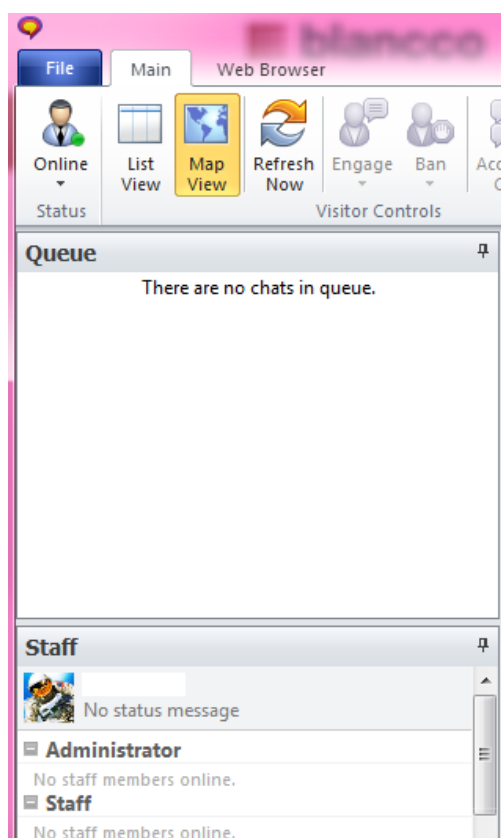 blancco
File Main Web Browser
Online List View Map View Refresh Now Engage Ban
Status Visitor Controls
Queue
There are no chats in queue.
Staff
No status message
Administrator
No staff members online.
Staff
No staff members online.